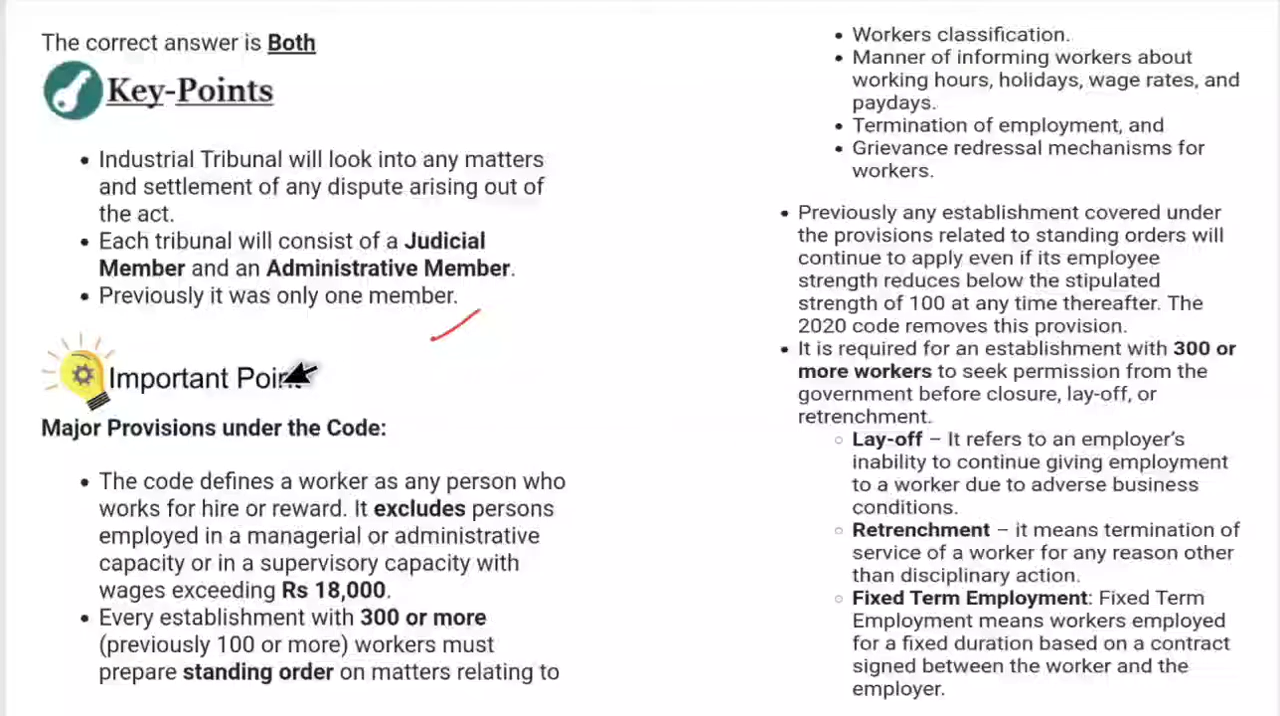 The correct answer is Both
Key-Points
Industrial Tribunal will look into any matters
and settlement of any dispute arising out of
the act.
Each tribunal will consist of a Judicial
Member and an Administrative Member.
Previously it was only one member.
Important Poin
Major Provisions under the Code:
The code defines a worker as any person who
works for hire or reward. It excludes persons
employed in a managerial or administrative
capacity or in a supervisory capacity with
wages exceeding Rs 18,000.
Every establishment with 300 or more
(previously 100 or more) workers must
prepare standing order on matters relating to
Workers classification.
Manner of informing workers about
working hours, holidays, wage rates, and
paydays.
Termination of employment, and
Grievance redressal mechanisms for
workers.
Previously any establishment covered under
the provisions related to standing orders will
continue to apply even if its employee
strength reduces below the stipulated
strength of 100 at any time thereafter. The
2020 code removes this provision.
It is required for an establishment with 300 or
more workers to seek permission from the
government before closure, lay-off, or
retrenchment.
Lay-off – It refers to an employer's
inability to continue giving employment
to a worker due to adverse business
conditions.
Retrenchment – it means termination of
service of a worker for any reason other
than disciplinary action.
Fixed Term Employment: Fixed Term
Employment means workers employed
for a fixed duration based on a contract
signed between the worker and the
employer.